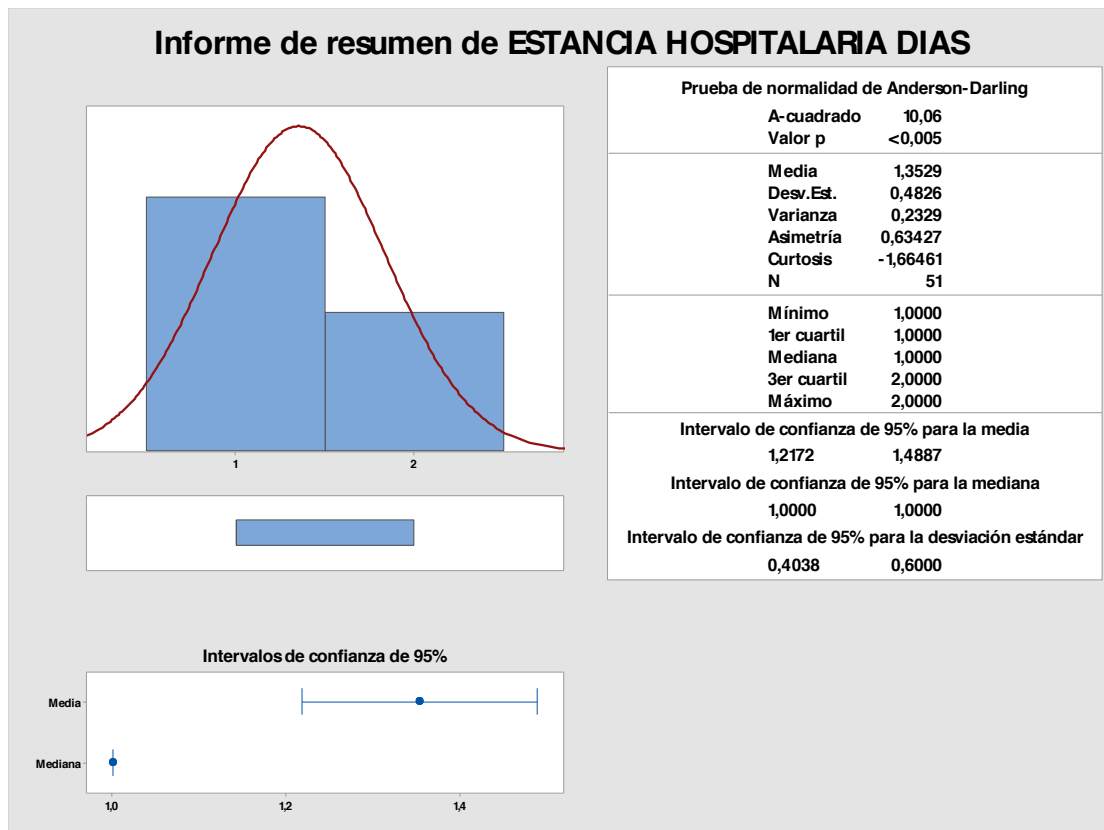 Informe de resumen de ESTANCIA HOSPITALARIA DIAS
1
2
Intervalos de confianza de 95%
Media
Mediana
1,0 1,2 1,4
Prueba de normalidad de Anderson-Darling
A-cuadrado 10,06
Valor p <0,005
Media 1,3529
Desv.Est. 0,4826
Varianza 0,2329
Asimetría 0,63427
Curtosis -1,66461
N 51
Mínimo 1,0000
1er cuartil 1,0000
Mediana 1,0000
3er cuartil 2,0000
Máximo 2,0000
Intervalo de confianza de 95% para la media
1,2172 1,4887
Intervalo de confianza de 95% para la mediana
1,0000 1,0000
Intervalo de confianza de 95% para la desviación estándar
0,4038 0,6000